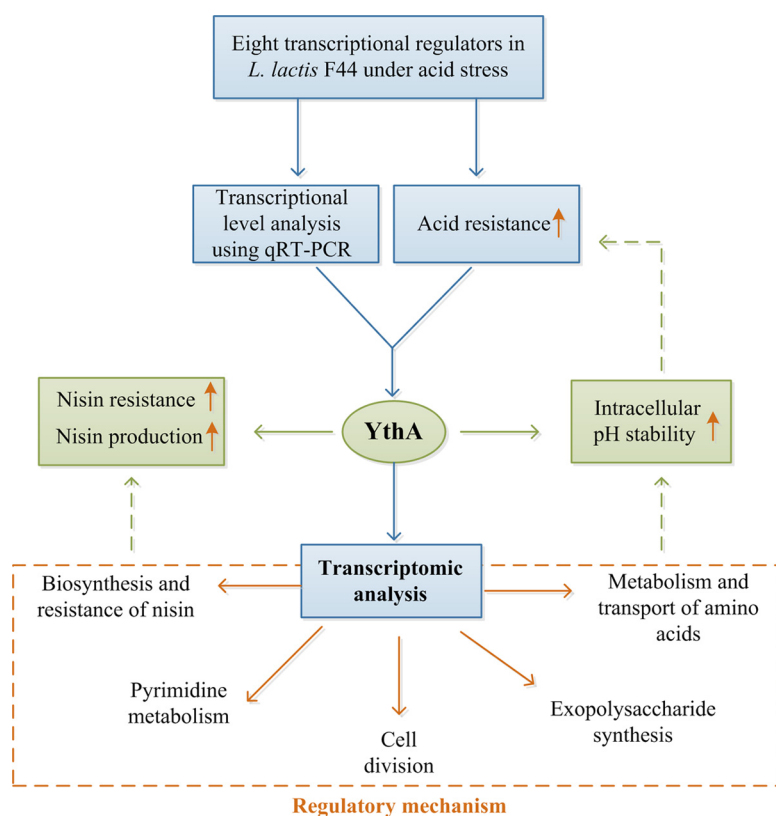 Eight transcriptional regulators in
L. lactis F44 under acid stress
Transcriptional
level analysis
using qRT-PCR
Acid resistance
Nisin resistance
Nisin production
YthA
Intracellular
pH stability
Transcriptomic
analysis
Biosynthesis and
resistance of nisin
Metabolism and
transport of amino
acids
Pyrimidine
metabolism
Cell
division
Exopolysaccharide
synthesis
Regulatory mechanism